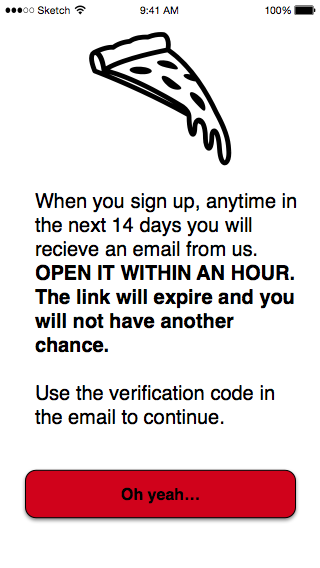 Sketch 9:41 AM 100%
When you sign up, anytime in
the next 14 days you will
recieve an email from us.
OPEN IT WITHIN AN HOUR.
The link will expire and you
will not have another
chance.
Use the verification code in
the email to continue.
Oh yeah...